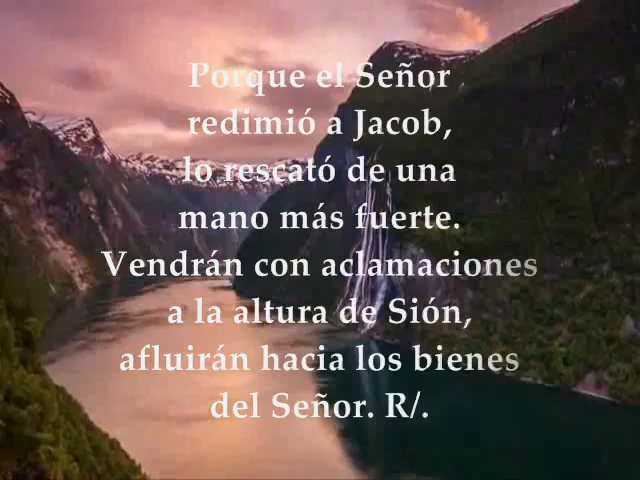 Porque el Señor
redimió a Jacob,
lo rescató de una
mano más fuerte.
Vendrán con aclamaciones
a la altura de Sión,
afluirán hacia los bienes
del Señor. R/.